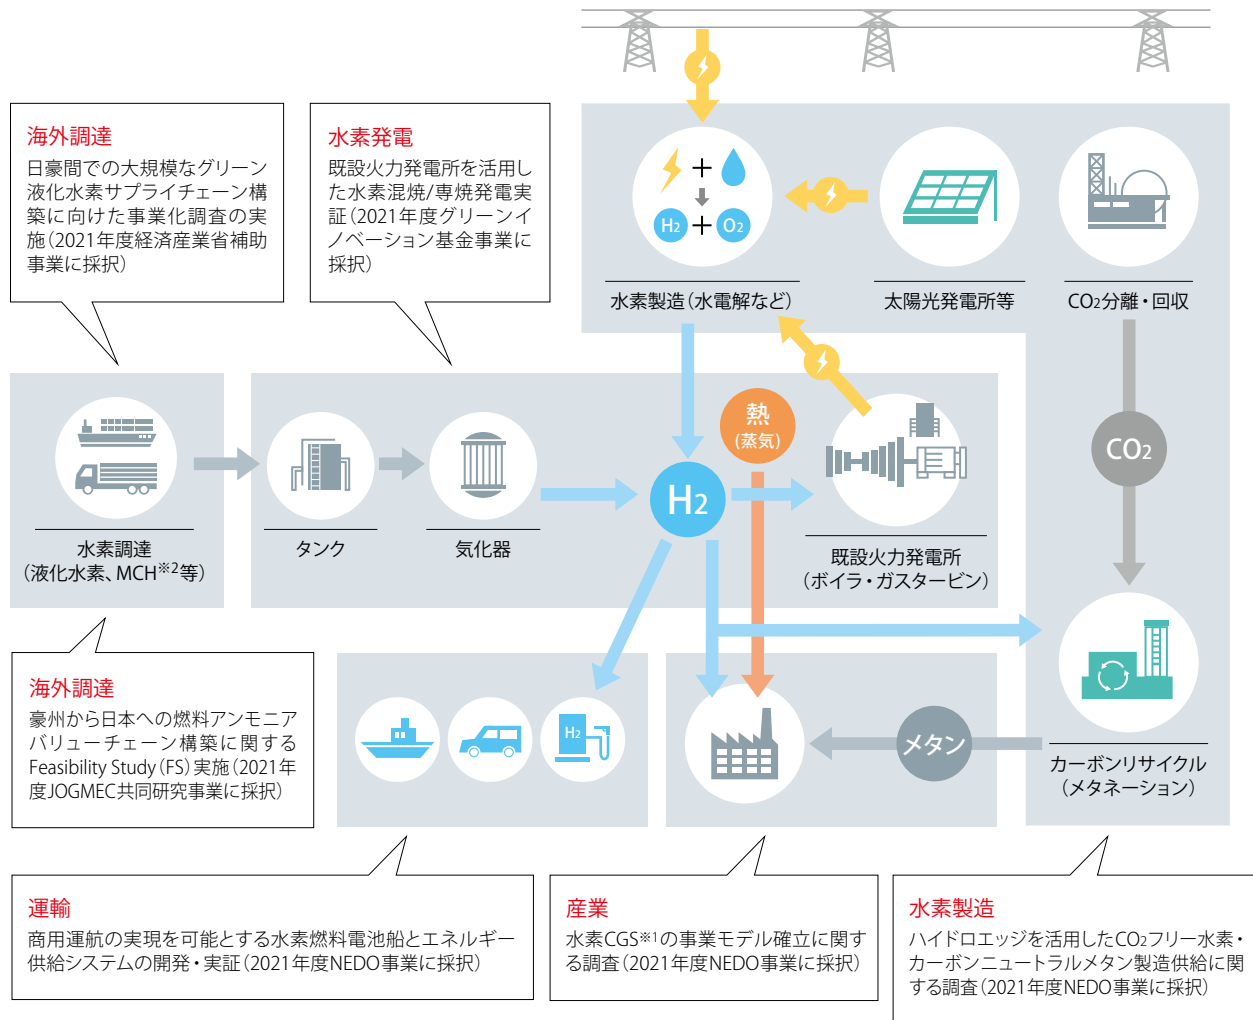 海外調達
日豪間での大規模なグリーン
液化水素サプライチェーン構
築に向けた事業化調査の実
施(2021年度経済産業省補助
事業に採択)
水素発電
既設火力発電所を活用し
た水素混焼/専焼発電実
証(2021年度グリーンイ
ノベーション基金事業に
採択)
H2
O2
水素製造(水電解など)
太陽光発電所等
CO2分離・回収
熱
(蒸気)
CO2
H2
水素調達
(液化水素、MCH※2等)
タンク
気化器
既設火力発電所
(ボイラ・ガスタービン)
海外調達
豪州から日本への燃料アンモニア
バリューチェーン構築に関する
Feasibility Study(FS)実施(2021年
度JOGMEC共同研究事業に採択)
H2
メタン
カーボンリサイクル
(メタネーション)
運輸
商用運航の実現を可能とする水素燃料電池船とエネルギー
供給システムの開発・実証(2021年度NEDO事業に採択)
産業
水素CGS※1の事業モデル確立に関す
る調査(2021年度NEDO事業に採択)
水素製造
ハイドロエッジを活用したCO2フリー水素・
カーボンニュートラルメタン製造供給に関
する調査(2021年度NEDO事業に採択)